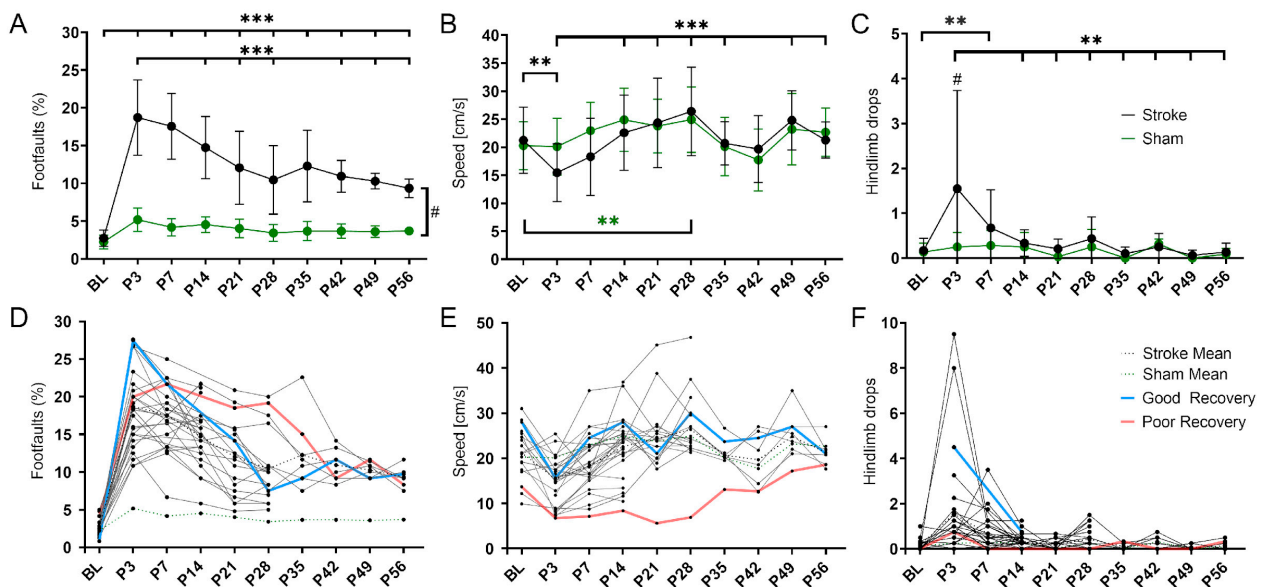 A
***
***
Footfaults (%)
30
25
20
15
10
5
0
#
BL P3 P7 P14 P21 P28 P35 P42 P49 P56
B
***
**
Speed [cm/s]
40
35
30
25
20
15
10
5
0
**
BL P3 P7 P14 P21 P28 P35 P42 P49 P56
C
**
**
#
Hindlimb drops
5
4
3
2
1
0
Stroke
Sham
BL P3 P7 P14 P21 P28 P35 P42 P49 P56
D
Footfaults (%)
30
25
20
15
10
5
0
BL P3 P7 P14 P21 P28 P35 P42 P49 P56
E
Speed [cm/s]
50
40
30
20
10
0
BL P3 P7 P14 P21 P28 P35 P42 P49 P56
F
Hindlimb drops
10
8
6
4
2
0
Stroke Mean
Sham Mean
Good Recovery
Poor Recovery
BL P3 P7 P14 P21 P28 P35 P42 P49 P56